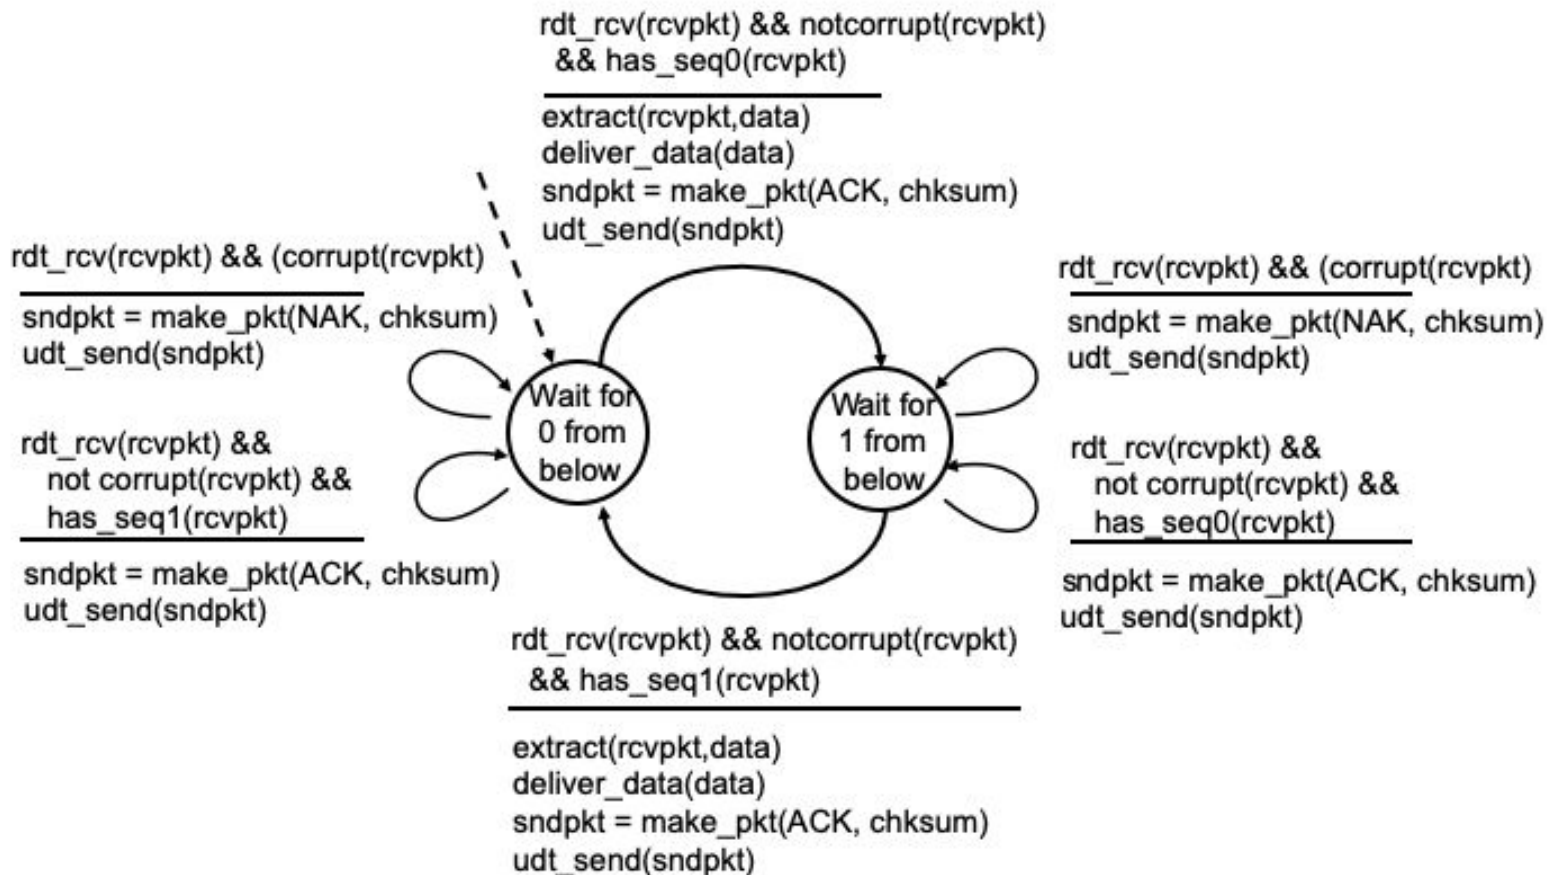 rdt_rcv(rcvpkt) && notcorrupt(rcvpkt)
&& has_seq0(rcvpkt)
extract(rcvpkt,data)
deliver_data(data)
sndpkt = make_pkt(ACK, chksum)
udt_send(sndpkt)
rdt_rcv(rcvpkt) && (corrupt(rcvpkt)
sndpkt = make_pkt(NAK, chksum)
udt_send(sndpkt)
rdt_rcv(rcvpkt) &&
not corrupt(rcvpkt) &&
has_seq1(rcvpkt)
sndpkt = make_pkt(ACK, chksum)
udt_send(sndpkt)
Wait for
0 from
below
Wait for
1 from
below
rdt_rcv(rcvpkt) && (corrupt(rcvpkt)
sndpkt = make_pkt(NAK, chksum)
udt_send(sndpkt)
rdt_rcv(rcvpkt) &&
not corrupt(rcvpkt) &&
has_seq0(rcvpkt)
sndpkt = make_pkt(ACK, chksum)
udt_send(sndpkt)
rdt_rcv(rcvpkt) && notcorrupt(rcvpkt)
&& has_seq1(rcvpkt)
extract(rcvpkt,data)
deliver_data(data)
sndpkt = make_pkt(ACK, chksum)
udt_send(sndpkt)